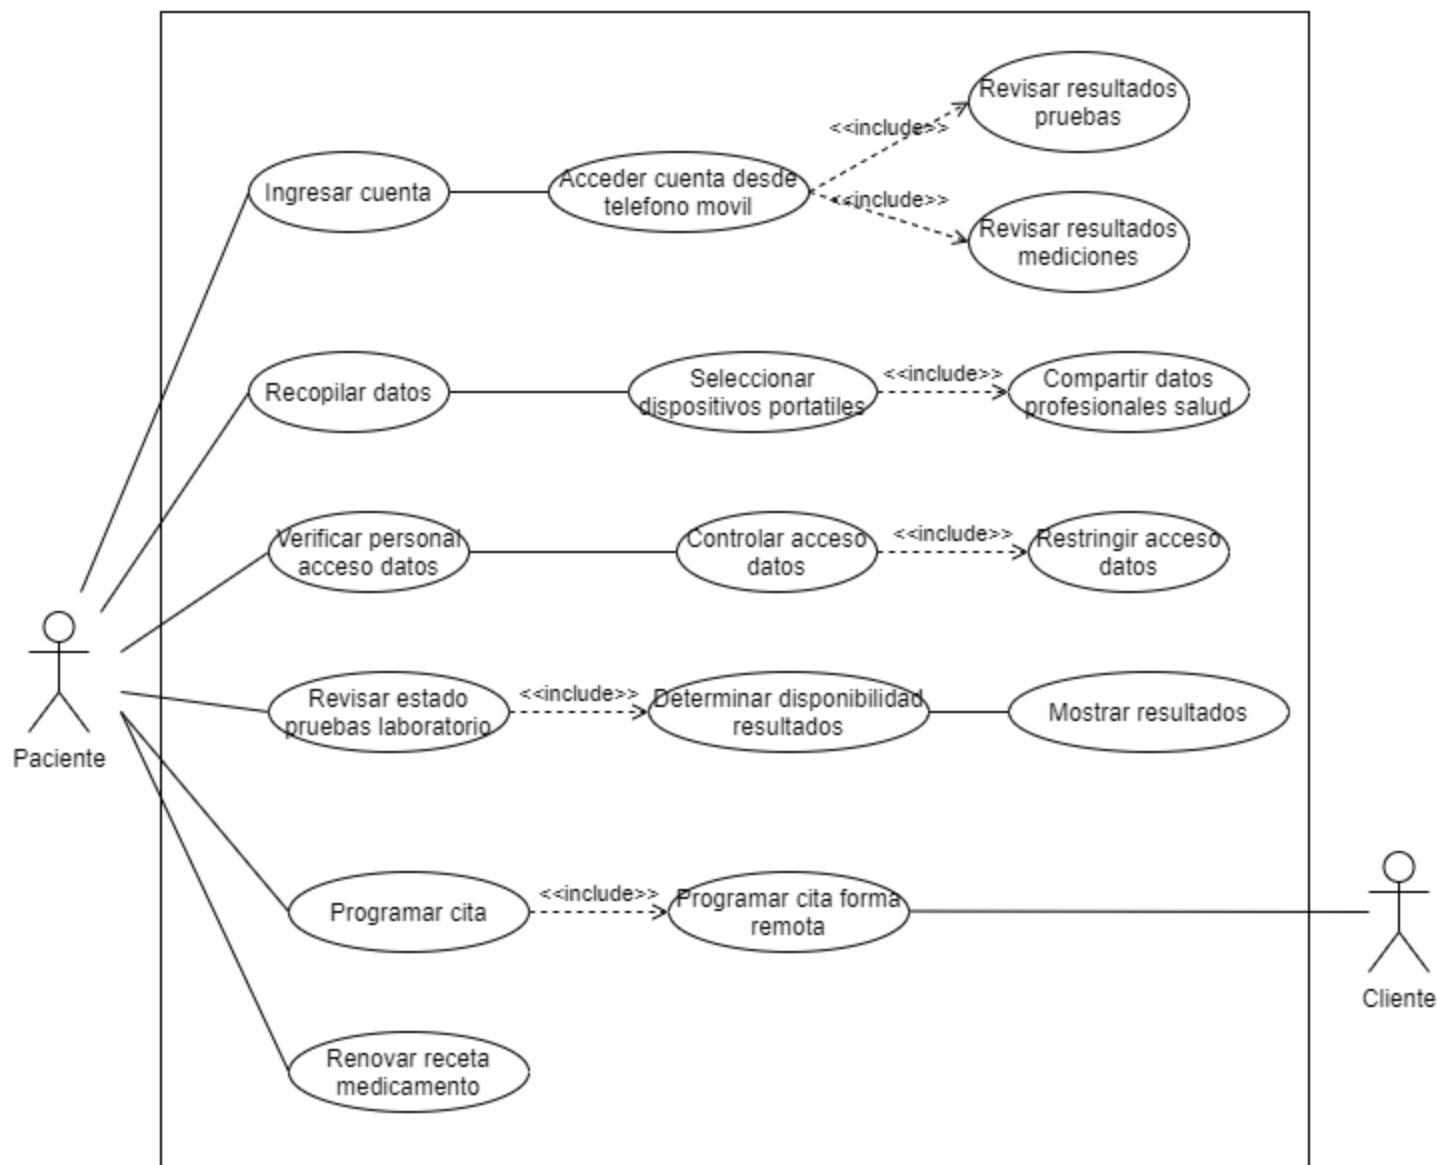 Revisar resultados
pruebas
<<include>>
Ingresar cuenta
Acceder cuenta desde
telefono movil
<<include>>
Revisar resultados
mediciones
Recopilar datos
Seleccionar
dispositivos portatiles
<<include>>
Compartir datos
profesionales salud
Verificar personal
acceso datos
Controlar acceso
datos
<<include>>
Restringir acceso
datos
Paciente
Revisar estado
pruebas laboratorio
<<include>>
Determinar disponibilidad
resultados
Mostrar resultados
Programar cita
<<include>>
Programar cita forma
remota
Cliente
Renovar receta
medicamento